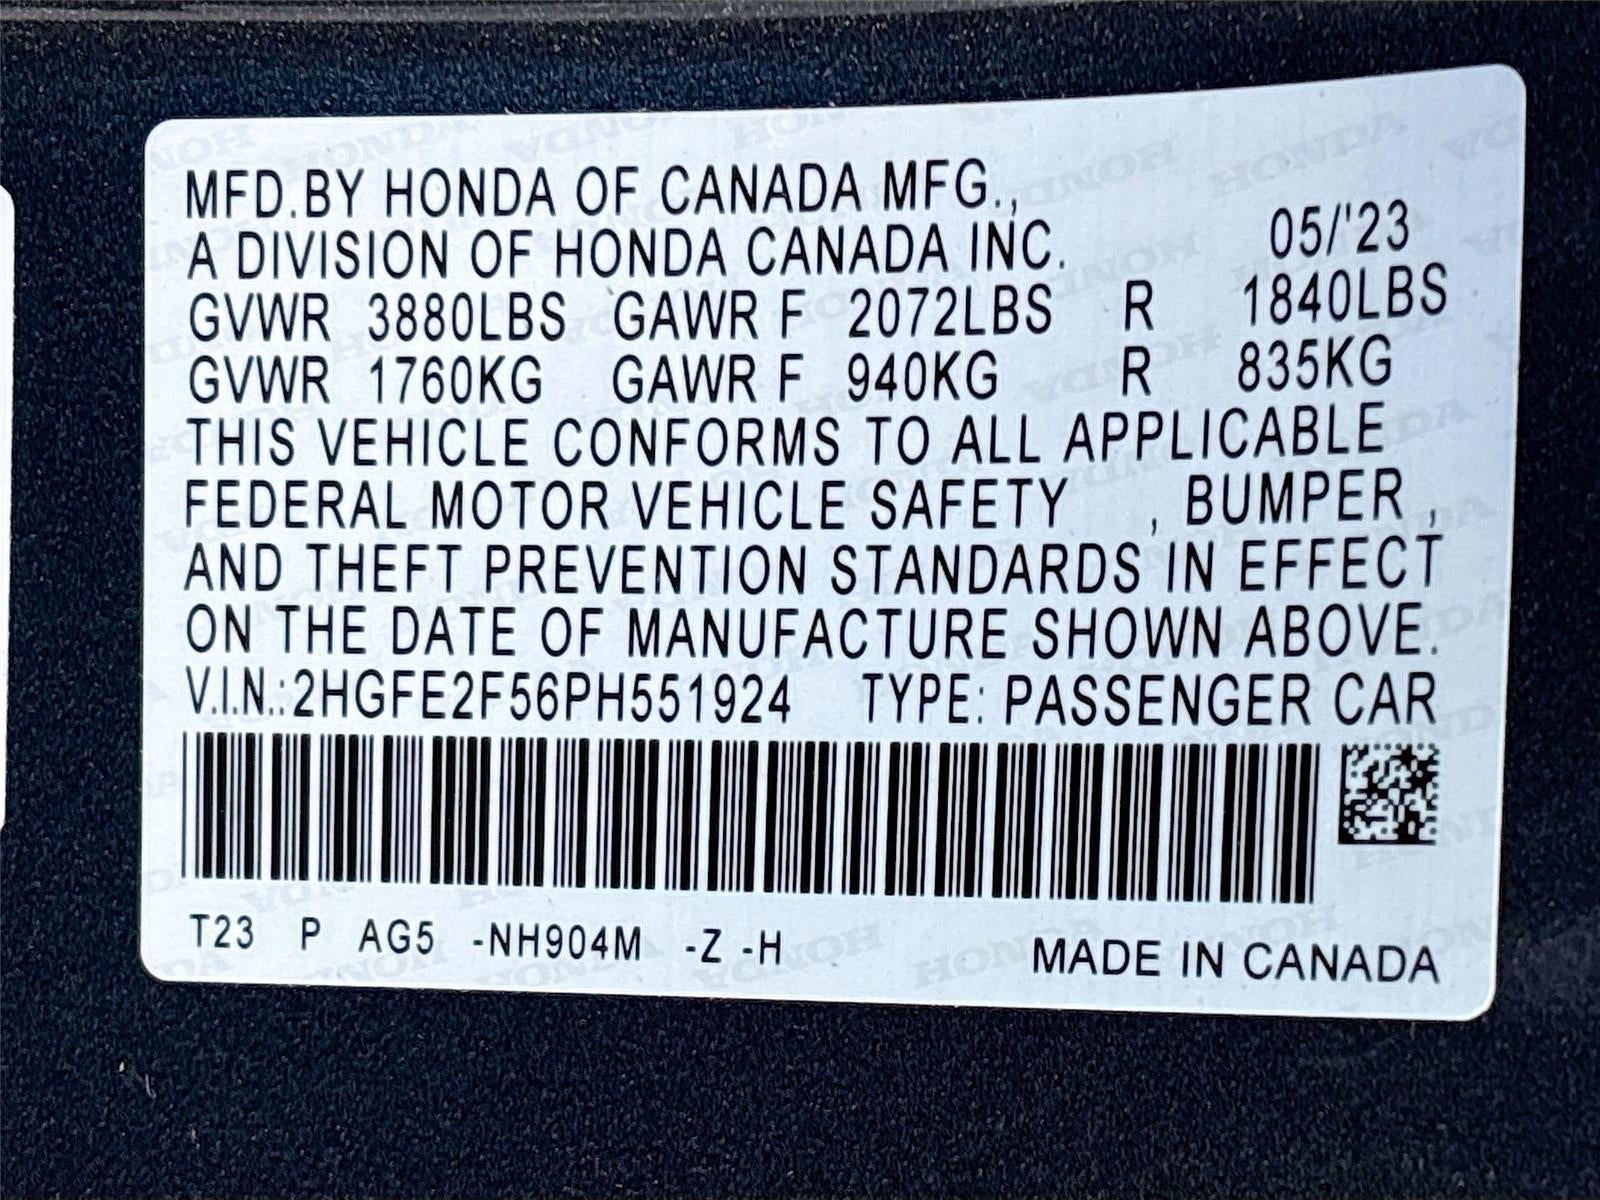 MFD.BY HONDA OF CANADA MFG.,
A DIVISION OF HONDA CANADA INC. 05/'23
GVWR 3880LBS GAWR F 2072LBS R 1840LBS
GVWR 1760KG GAWR F 940KG R 835KG
THIS VEHICLE CONFORMS TO ALL APPLICABLE
FEDERAL MOTOR VEHICLE SAFETY , BUMPER ,
AND THEFT PREVENTION STANDARDS IN EFFECT
ON THE DATE OF MANUFACTURE SHOWN ABOVE.
V.I.N.:2HGFE2F56PH551924 TYPE: PASSENGER CAR
T23 P AG5 -NH904M -Z -H MADE IN CANADA